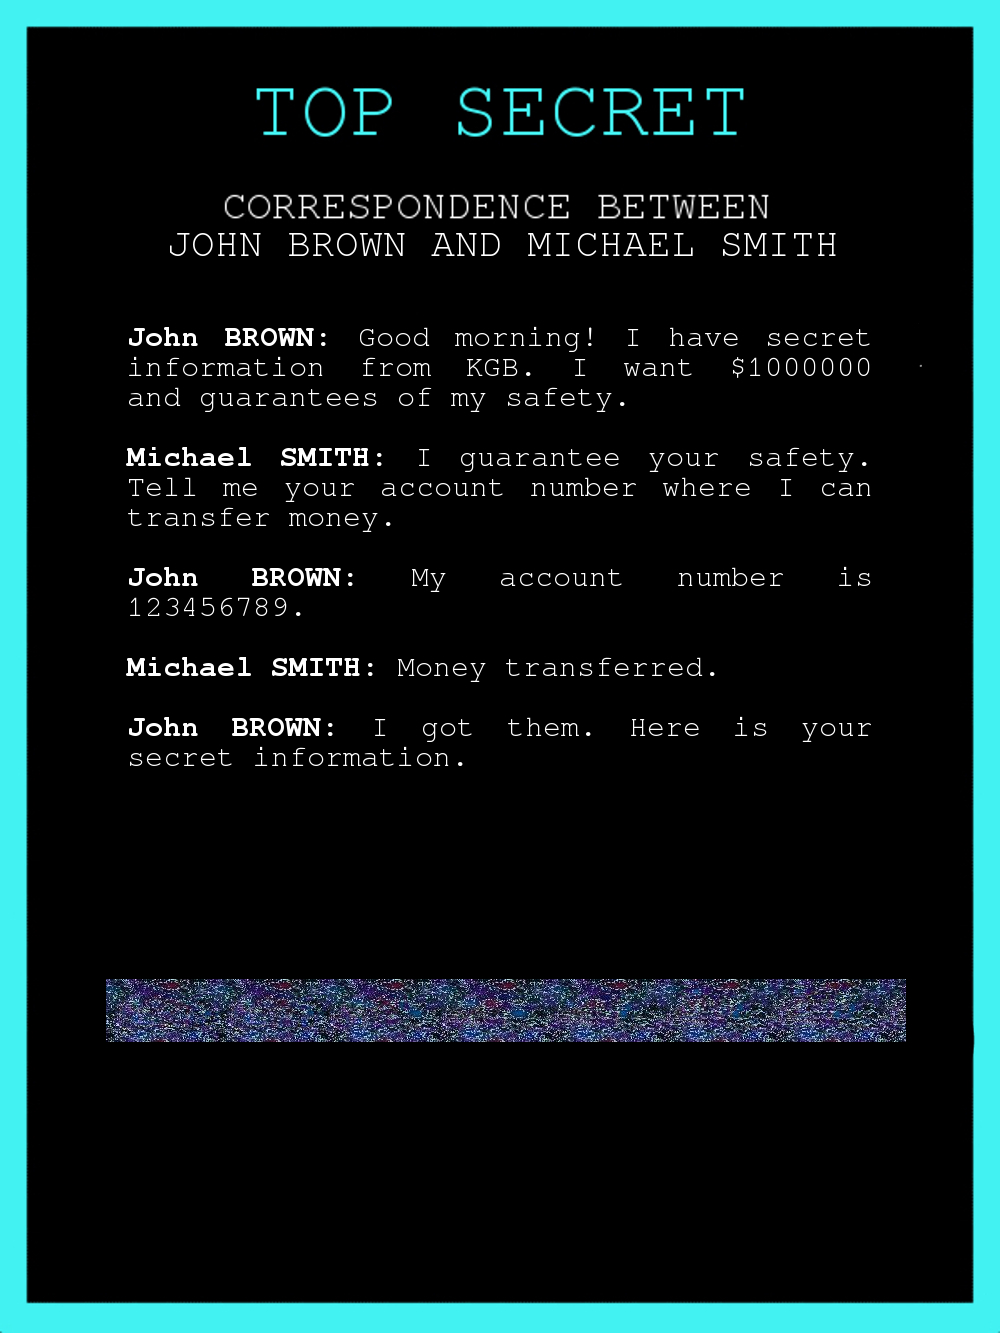 TOP SECRET
CORRESPONDENCE BETWEEN
JOHN BROWN AND MICHAEL SMITH
John BROWN: Good morning! I have secret
information from KGB. I want $1000000
and guarantees of my safety.
Michael SMITH: I guarantee your safety.
Tell me your account number where I can
transfer money.
John BROWN: My account number is
123456789.
Michael SMITH: Money transferred.
John BROWN: I got them. Here is your
secret information.